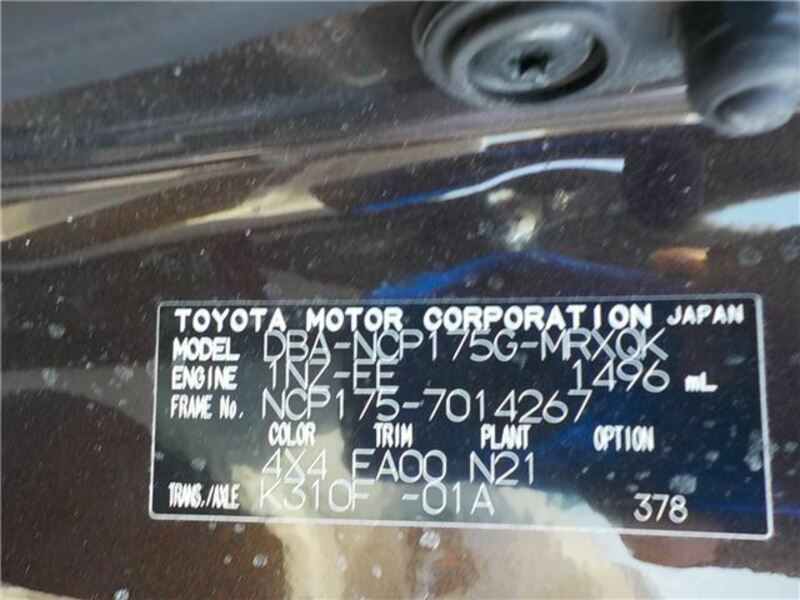 TOYOTA MOTOR CORPORATION JAPAN
MODEL DBA-NCP175G-MRXQK
ENGINE 1NZ-FE 1496 mL
FRAME No. NCP175-7014267
COLOR TRIM PLANT OPTION
4X4 FA00 N21
TRANS./AXLE K310F -01A 378